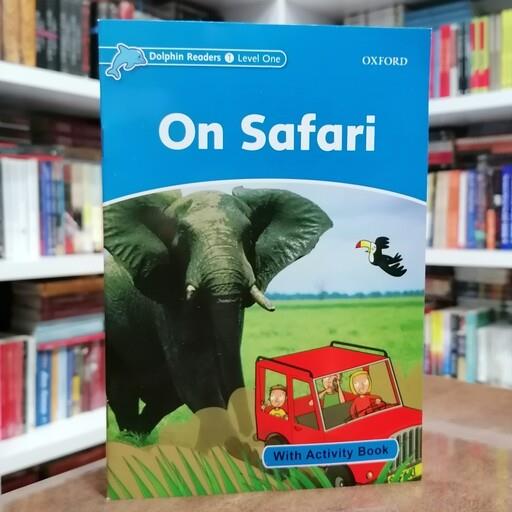 Dolphin Readers 1 Level One
OXFORD
On Safari
With Activity Book